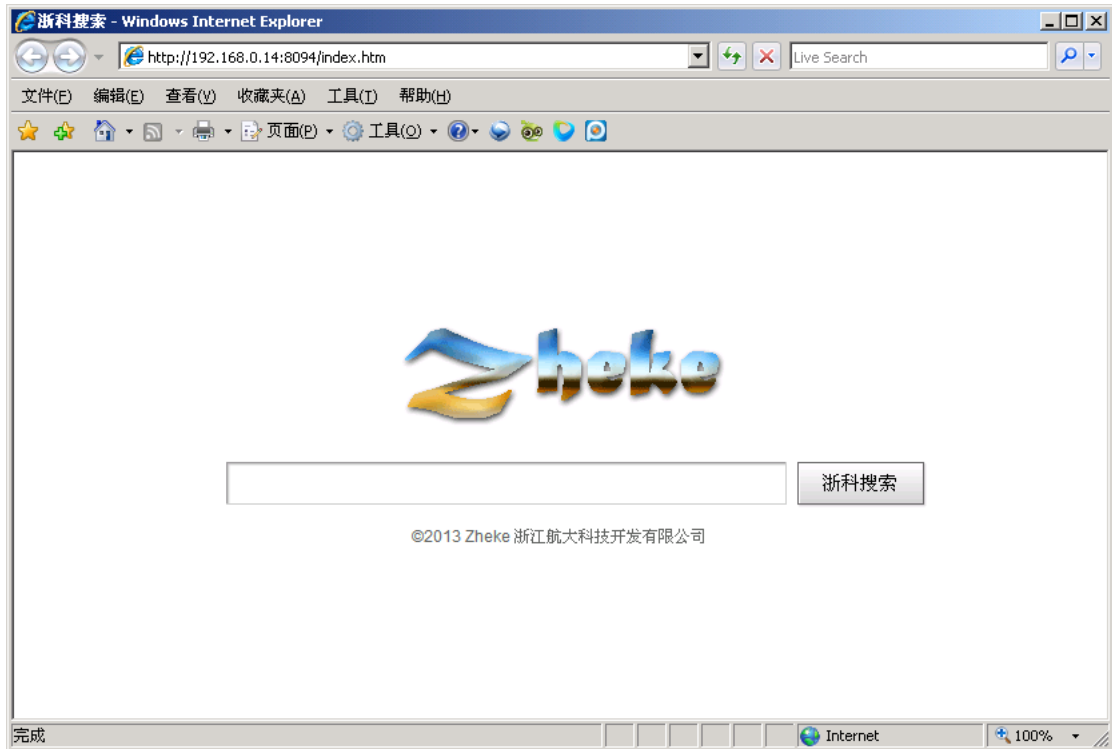 浙科搜索 - Windows Internet Explorer
http://192.168.0.14:8094/index.htm
Live Search
文件(F) 编辑(E) 查看(V) 收藏夹(A) 工具(T) 帮助(H)
页面(P) 工具(O)
Zheke
浙科搜索
©2013 Zheke 浙江航大科技开发有限公司
完成 Internet 100%